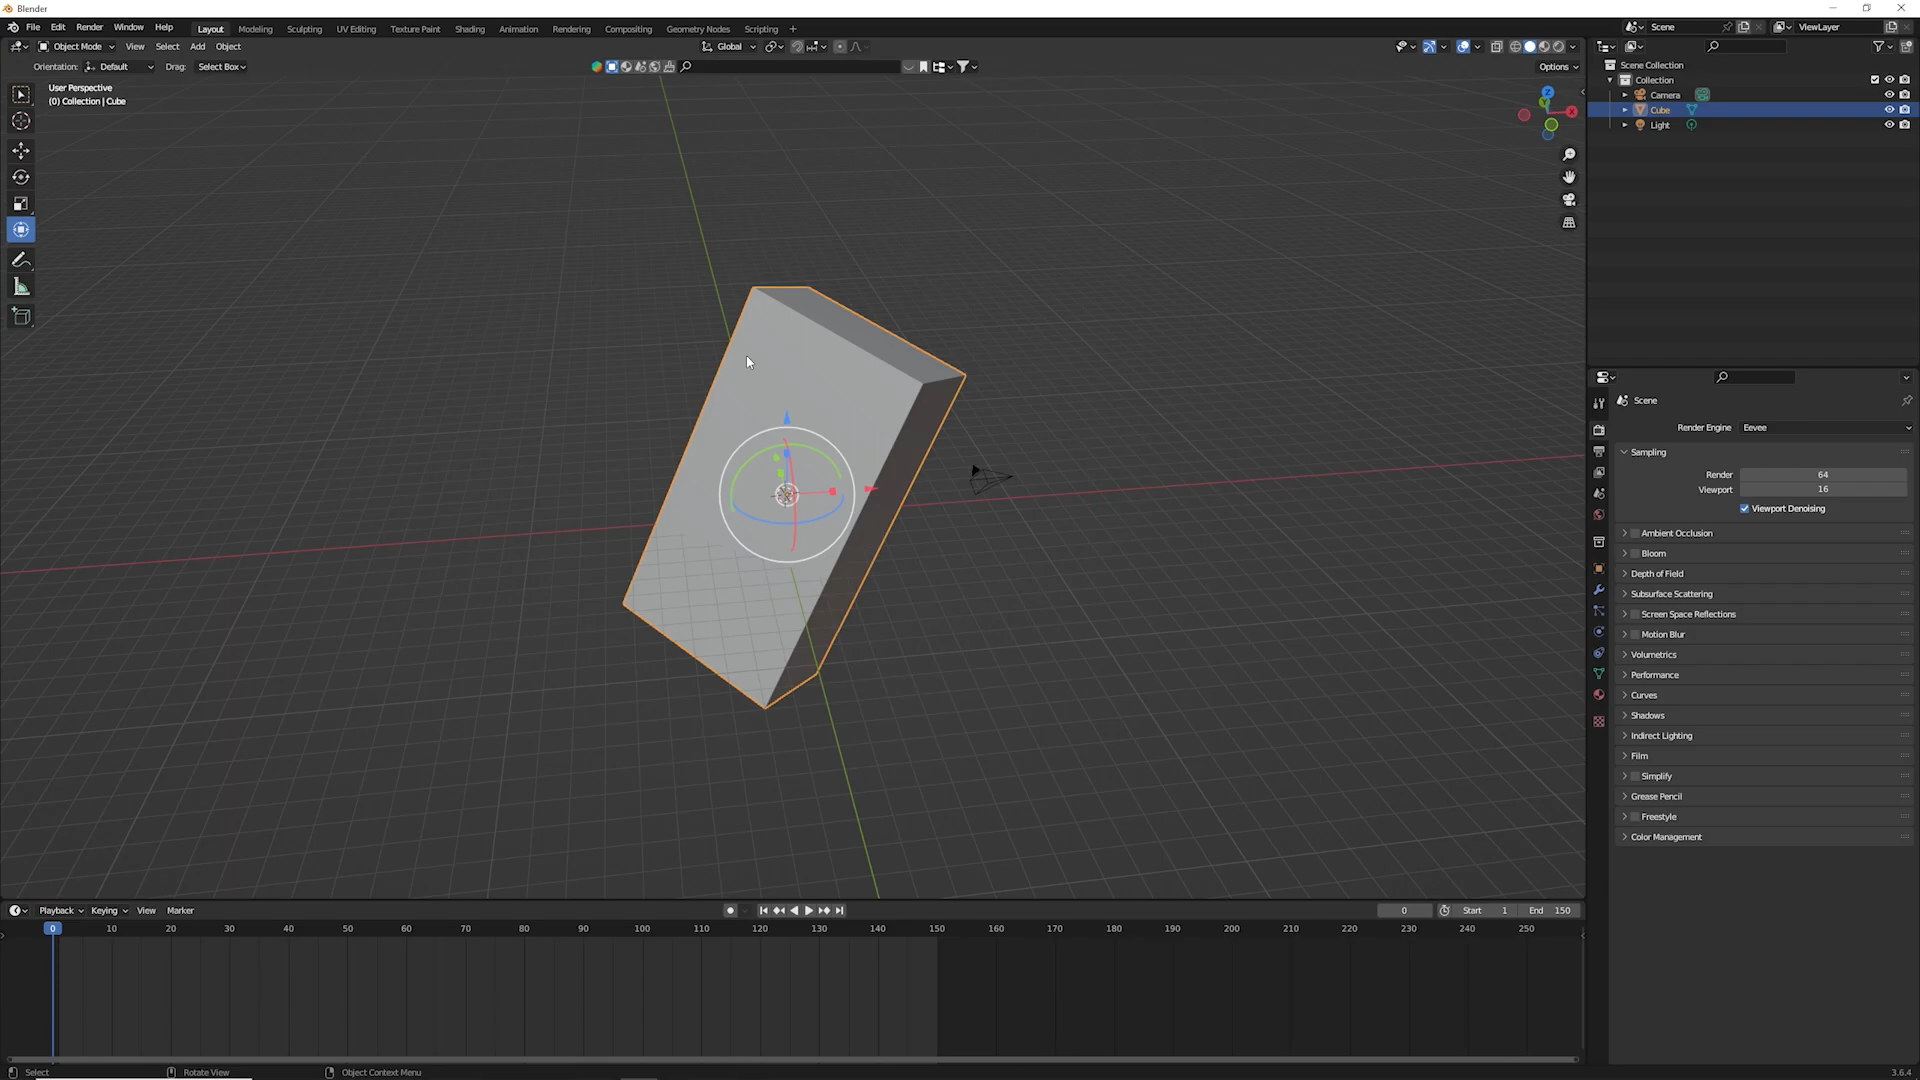 Blender
File Edit Render Window Help Layout Modeling Sculpting UV Editing Texture Paint Shading Animation Rendering Compositing Geometry Nodes Scripting + Scene ViewLayer
Object Mode View Select Add Object Global
Orientation: Default Drag: Select Box Options
User Perspective
(0) Collection | Cube
Z
Y
X
Scene Collection
Collection
Camera
Cube
Light
Scene
Render Engine Eevee
Sampling
Render 64
Viewport 16
Viewport Denoising
Ambient Occlusion
Bloom
Depth of Field
Subsurface Scattering
Screen Space Reflections
Motion Blur
Volumetrics
Performance
Curves
Shadows
Indirect Lighting
Film
Simplify
Grease Pencil
Freestyle
Color Management
Playback Keying View Marker 0 Start 1 End 150
0 10 20 30 40 50 60 70 80 90 100 110 120 130 140 150 160 170 180 190 200 210 220 230 240 250
Select Rotate View Object Context Menu 3.6.4